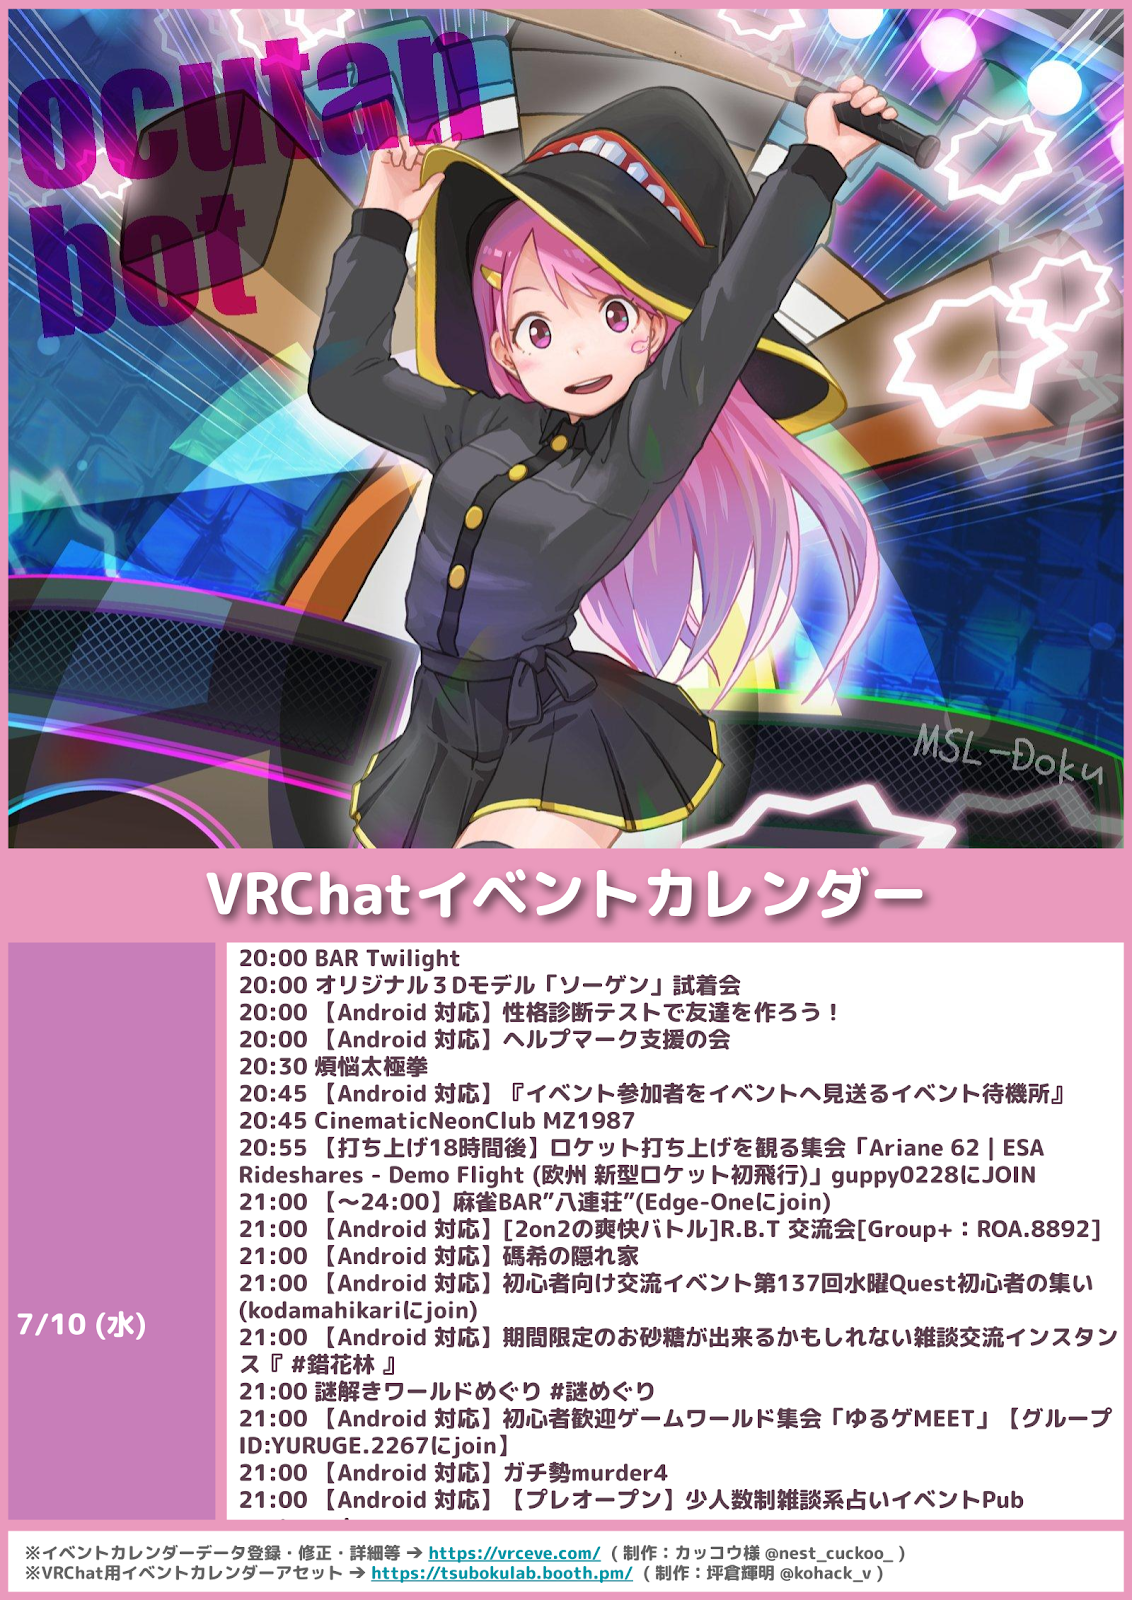 ocutan
bot
MSL-Doku
VRChatイベントカレンダー
7/10 (水)
20:00 BAR Twilight
20:00 オリジナル３Dモデル「ソーゲン」試着会
20:00 【Android 対応】性格診断テストで友達を作ろう！
20:00 【Android 対応】ヘルプマーク支援の会
20:30 煩悩太極拳
20:45 【Android 対応】『イベント参加者をイベントへ見送るイベント待機所』
20:45 CinematicNeonClub MZ1987
20:55 【打ち上げ18時間後】ロケット打ち上げを観る集会「Ariane 62 | ESA
Rideshares - Demo Flight (欧州 新型ロケット初飛行)」guppy0228にJOIN
21:00 【～24:00】麻雀BAR”八連荘”(Edge-Oneにjoin)
21:00 【Android 対応】[2on2の爽快バトル]R.B.T 交流会[Group+：ROA.8892]
21:00 【Android 対応】碼希の隠れ家
21:00 【Android 対応】初心者向け交流イベント第137回水曜Quest初心者の集い
(kodamahikariにjoin)
21:00 【Android 対応】期間限定のお砂糖が出来るかもしれない雑談交流インスタン
ス『 #錯花林 』
21:00 謎解きワールドめぐり #謎めぐり
21:00 【Android 対応】初心者歓迎ゲームワールド集会「ゆるゲMEET」【グループ
ID:YURUGE.2267にjoin】
21:00 【Android 対応】ガチ勢murder4
21:00 【Android 対応】【プレオープン】少人数制雑談系占いイベントPub
※イベントカレンダーデータ登録・修正・詳細等 → https://vrceve.com/ ( 制作：カッコウ様 @nest_cuckoo_ )
※VRChat用イベントカレンダーアセット → https://tsubokulab.booth.pm/ ( 制作：坪倉輝明 @kohack_v )